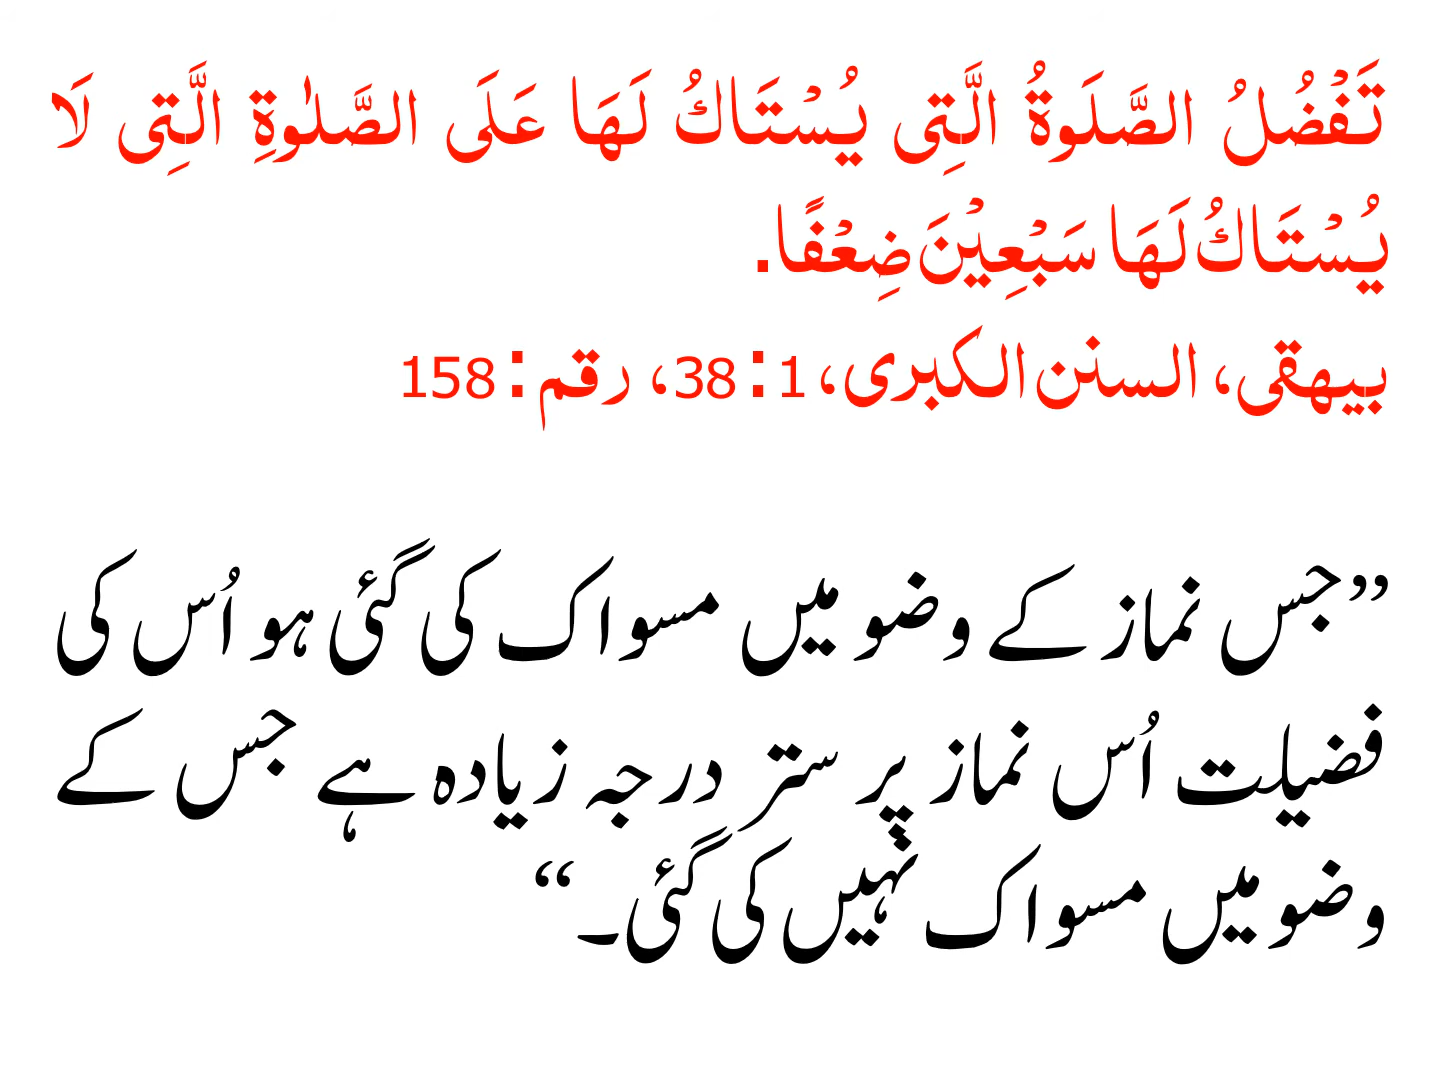 تَفْضُلُ الصَّلَوةُ الَّتِی یُسْتَاكُ لَهَا عَلَی الصَّلٰوةِ الَّتِی لَا
یُسْتَاكُ لَهَا سَبْعِیْنَ ضِعْفًا.
بیهقی، السنن الکبری، 1 : 38، رقم : 158
’’جس نماز کے وضو میں مسواک کی گئی ہو اُس کی
فضیلت اُس نماز پر ستر درجہ زیادہ ہے جس کے
وضو میں مسواک نہیں کی گئی۔‘‘